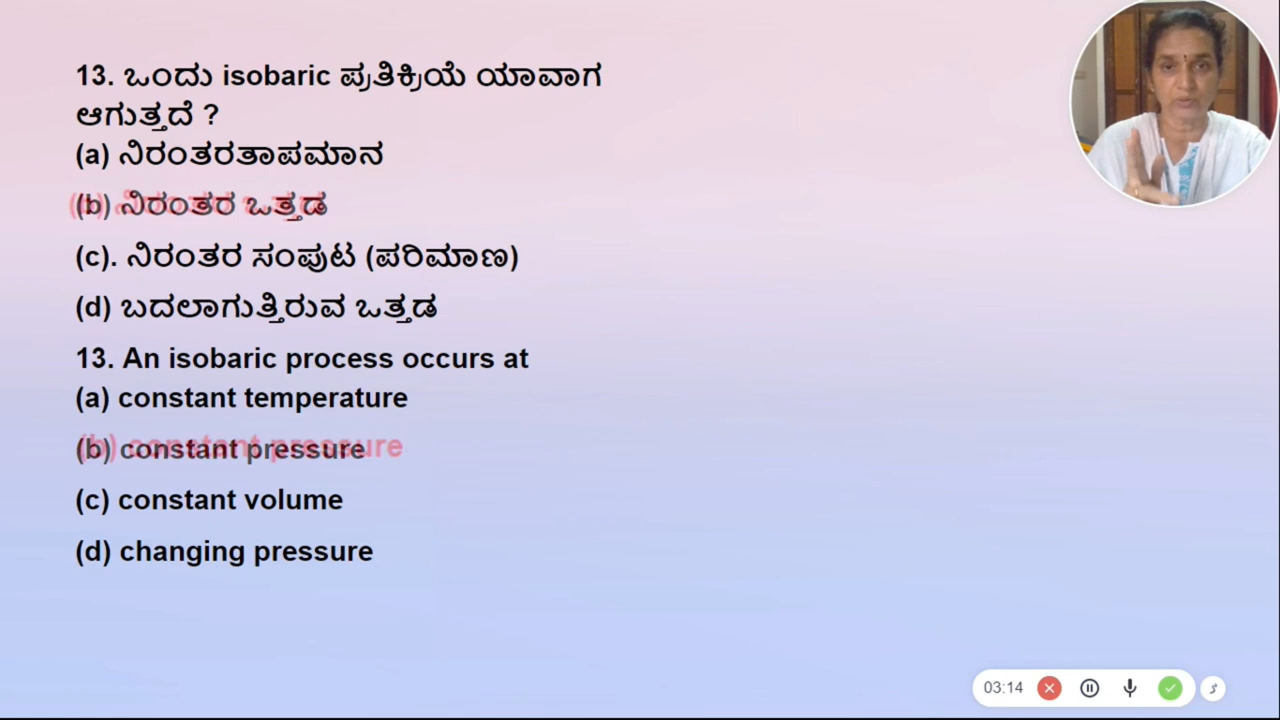 13. ಒಂದು isobaric ಪ್ರತಿಕ್ರಿಯೆ ಯಾವಾಗ
ಆಗುತ್ತದೆ ?
(a) ನಿರಂತರತಾಪಮಾನ
(b) ನಿರಂತರ ಒತ್ತಡ
(c). ನಿರಂತರ ಸಂಪುಟ (ಪರಿಮಾಣ)
(d) ಬದಲಾಗುತ್ತಿರುವ ಒತ್ತಡ
13. An isobaric process occurs at
(a) constant temperature
(b) constant pressure
(c) constant volume
(d) changing pressure
03:14